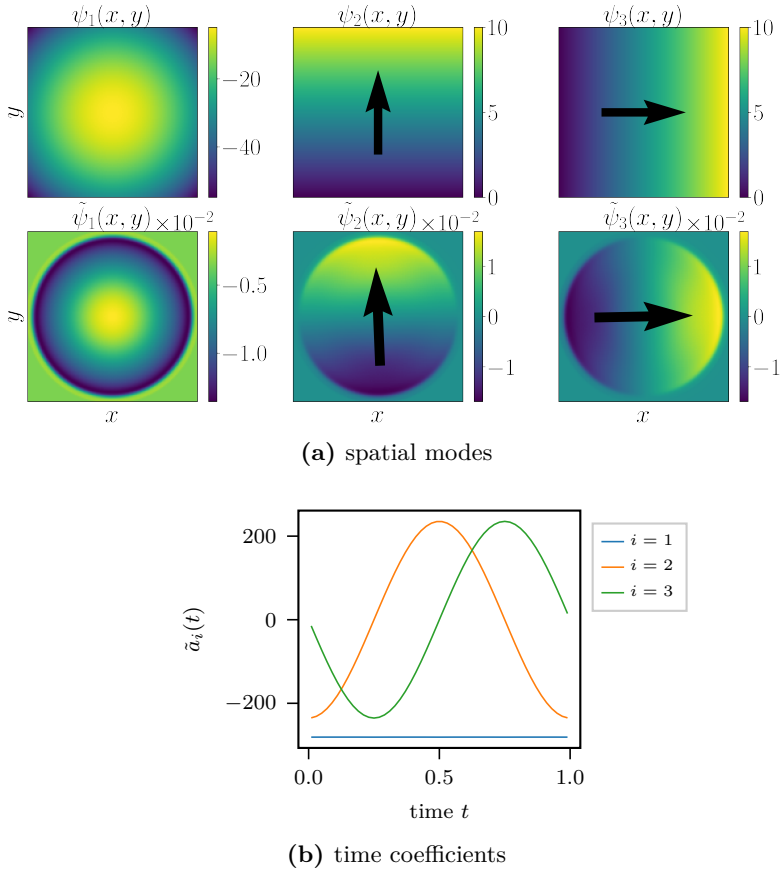 ψ₁(x, y) ψ₂(x, y) ψ₃(x, y)
y
−20
−40
10
5
0
10
5
0
ψ̃₁(x, y) ×10⁻² ψ̃₂(x, y) ×10⁻² ψ̃₃(x, y) ×10⁻²
y
−0.5
−1.0
1
0
−1
1
0
−1
x x x
(a) spatial modes
200
0
−200
ãᵢ(t)
i = 1
i = 2
i = 3
0.0 0.5 1.0
time t
(b) time coefficients